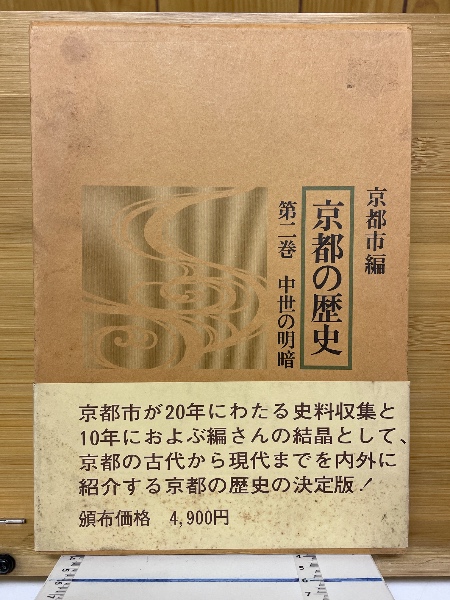 京都市編
京都の歴史
第二巻 中世の明暗
京都市が20年にわたる史料収集と
10年におよぶ編さんの結晶として、
京都の古代から現代までを内外に
紹介する京都の歴史の決定版!
頒布価格 4,900円